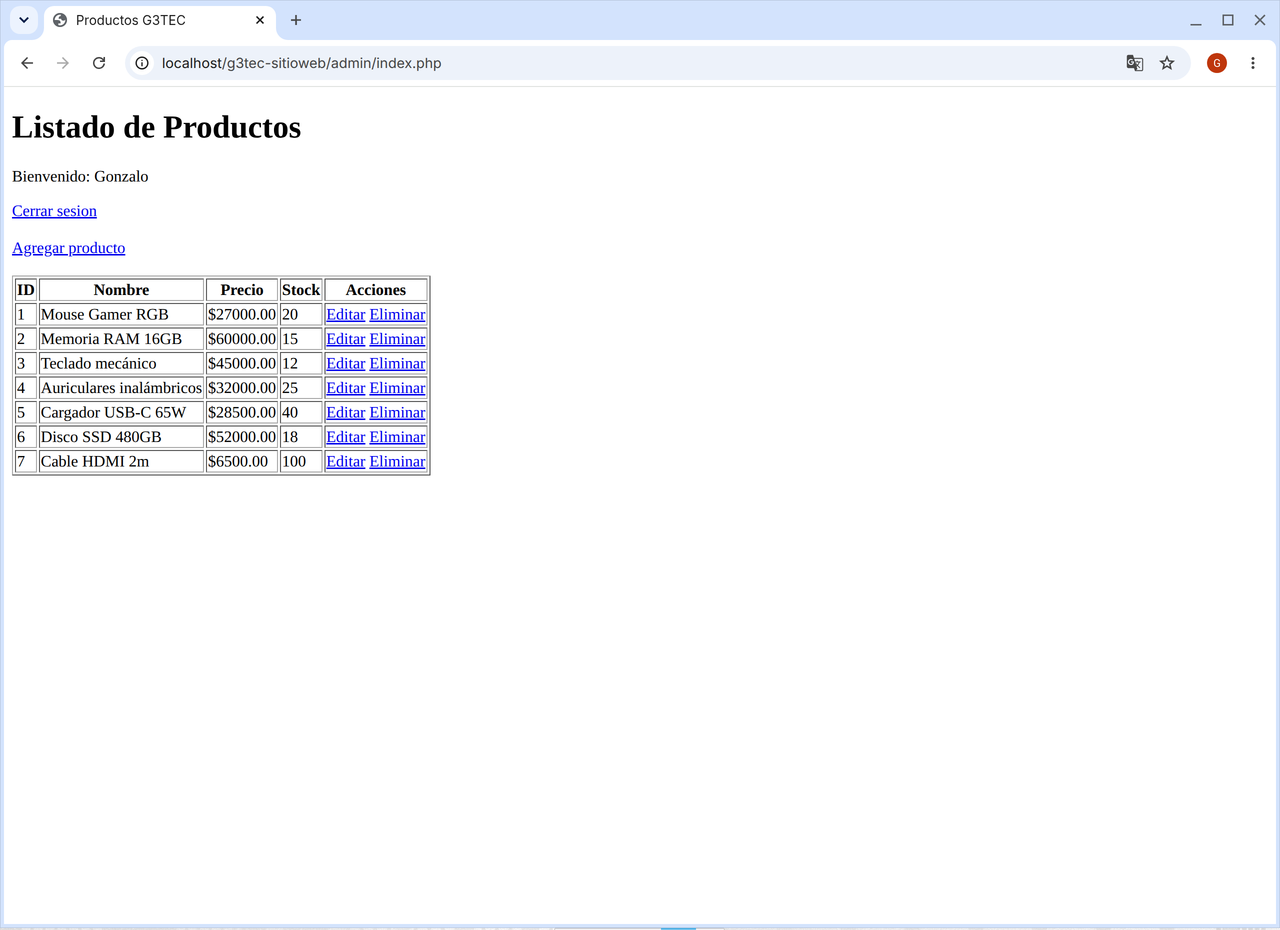 Productos G3TEC
localhost/g3tec-sitioweb/admin/index.php
G
Listado de Productos
Bienvenido: Gonzalo
Cerrar sesion
Agregar producto
ID Nombre Precio Stock Acciones
1 Mouse Gamer RGB $27000.00 20 Editar Eliminar
2 Memoria RAM 16GB $60000.00 15 Editar Eliminar
3 Teclado mecánico $45000.00 12 Editar Eliminar
4 Auriculares inalámbricos $32000.00 25 Editar Eliminar
5 Cargador USB-C 65W $28500.00 40 Editar Eliminar
6 Disco SSD 480GB $52000.00 18 Editar Eliminar
7 Cable HDMI 2m $6500.00 100 Editar Eliminar